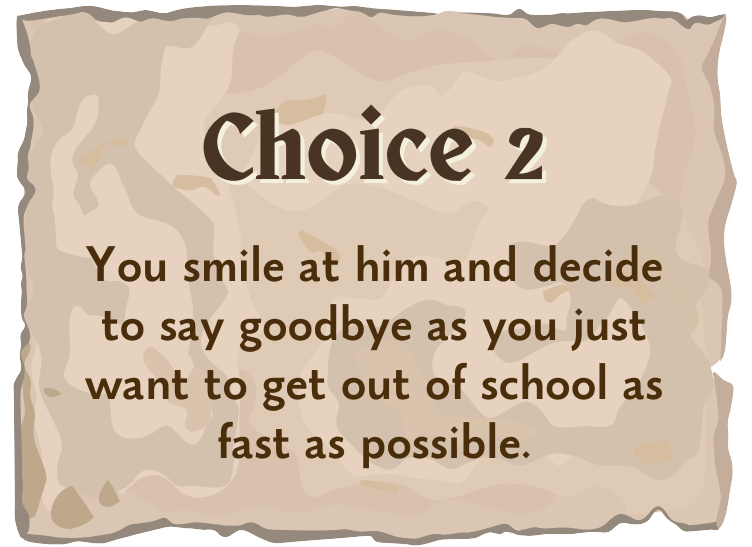 Choice 2
You smile at him and decide
to say goodbye as you just
want to get out of school as
fast as possible.